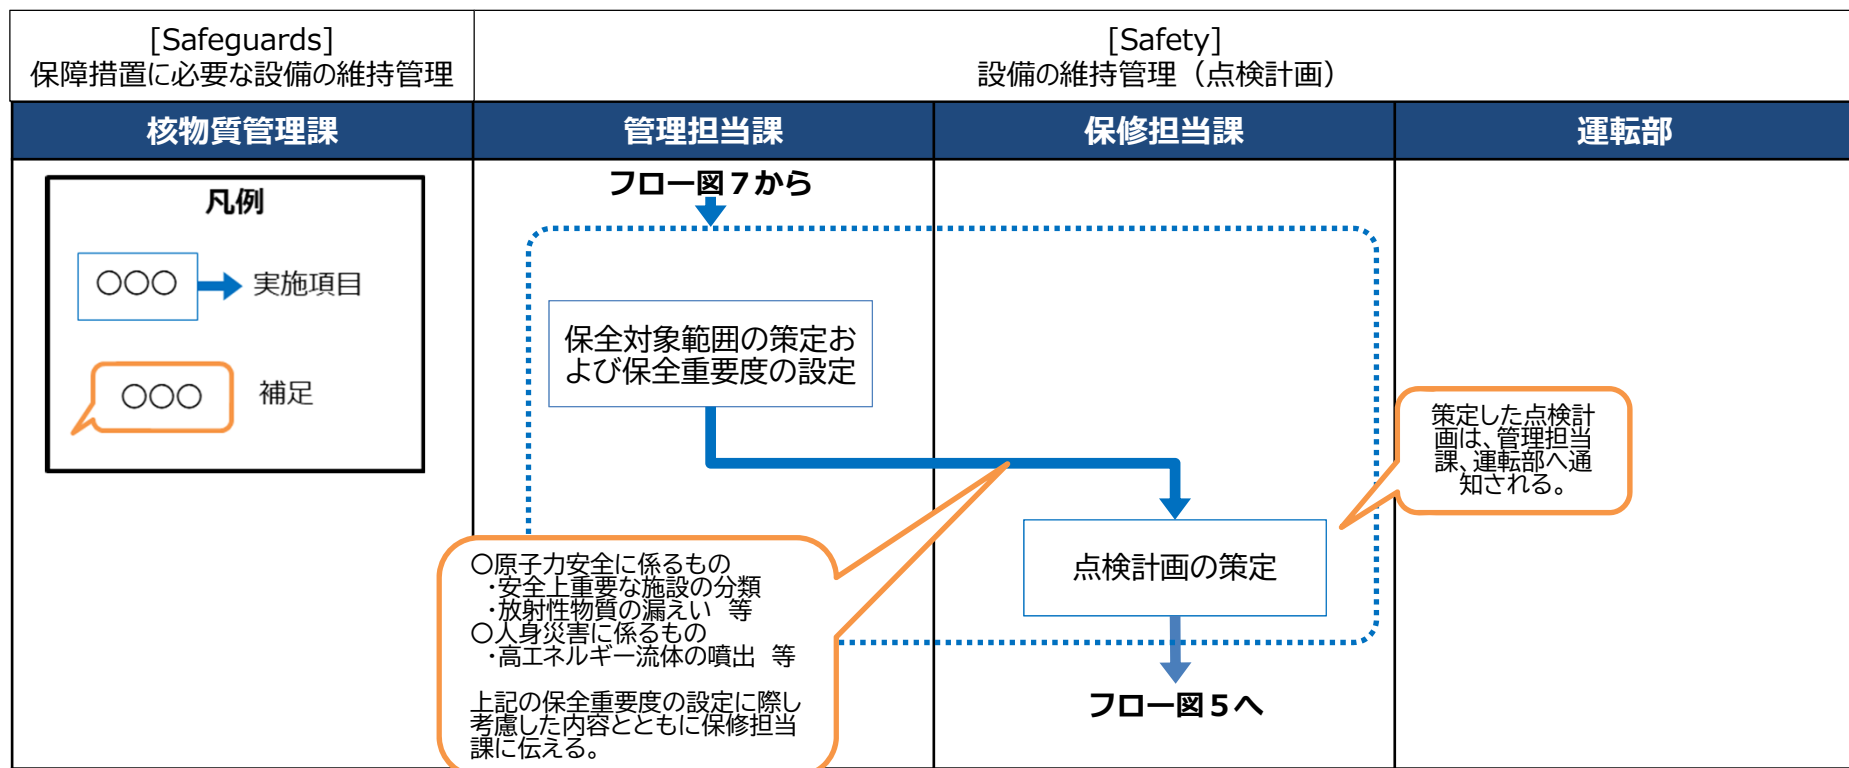 [Safeguards]
保障措置に必要な設備の維持管理
[Safety]
設備の維持管理（点検計画）
核物質管理課
管理担当課
保修担当課
運転部
凡例
○○○
実施項目
○○○
補足
フロー図７から
保全対象範囲の策定お
よび保全重要度の設定
策定した点検計
画は、管理担当
課、運転部へ通
知される。
○原子力安全に係るもの
・安全上重要な施設の分類
・放射性物質の漏えい 等
○人身災害に係るもの
・高エネルギー流体の噴出 等
上記の保全重要度の設定に際し
考慮した内容とともに保修担当
課に伝える。
点検計画の策定
フロー図５へ